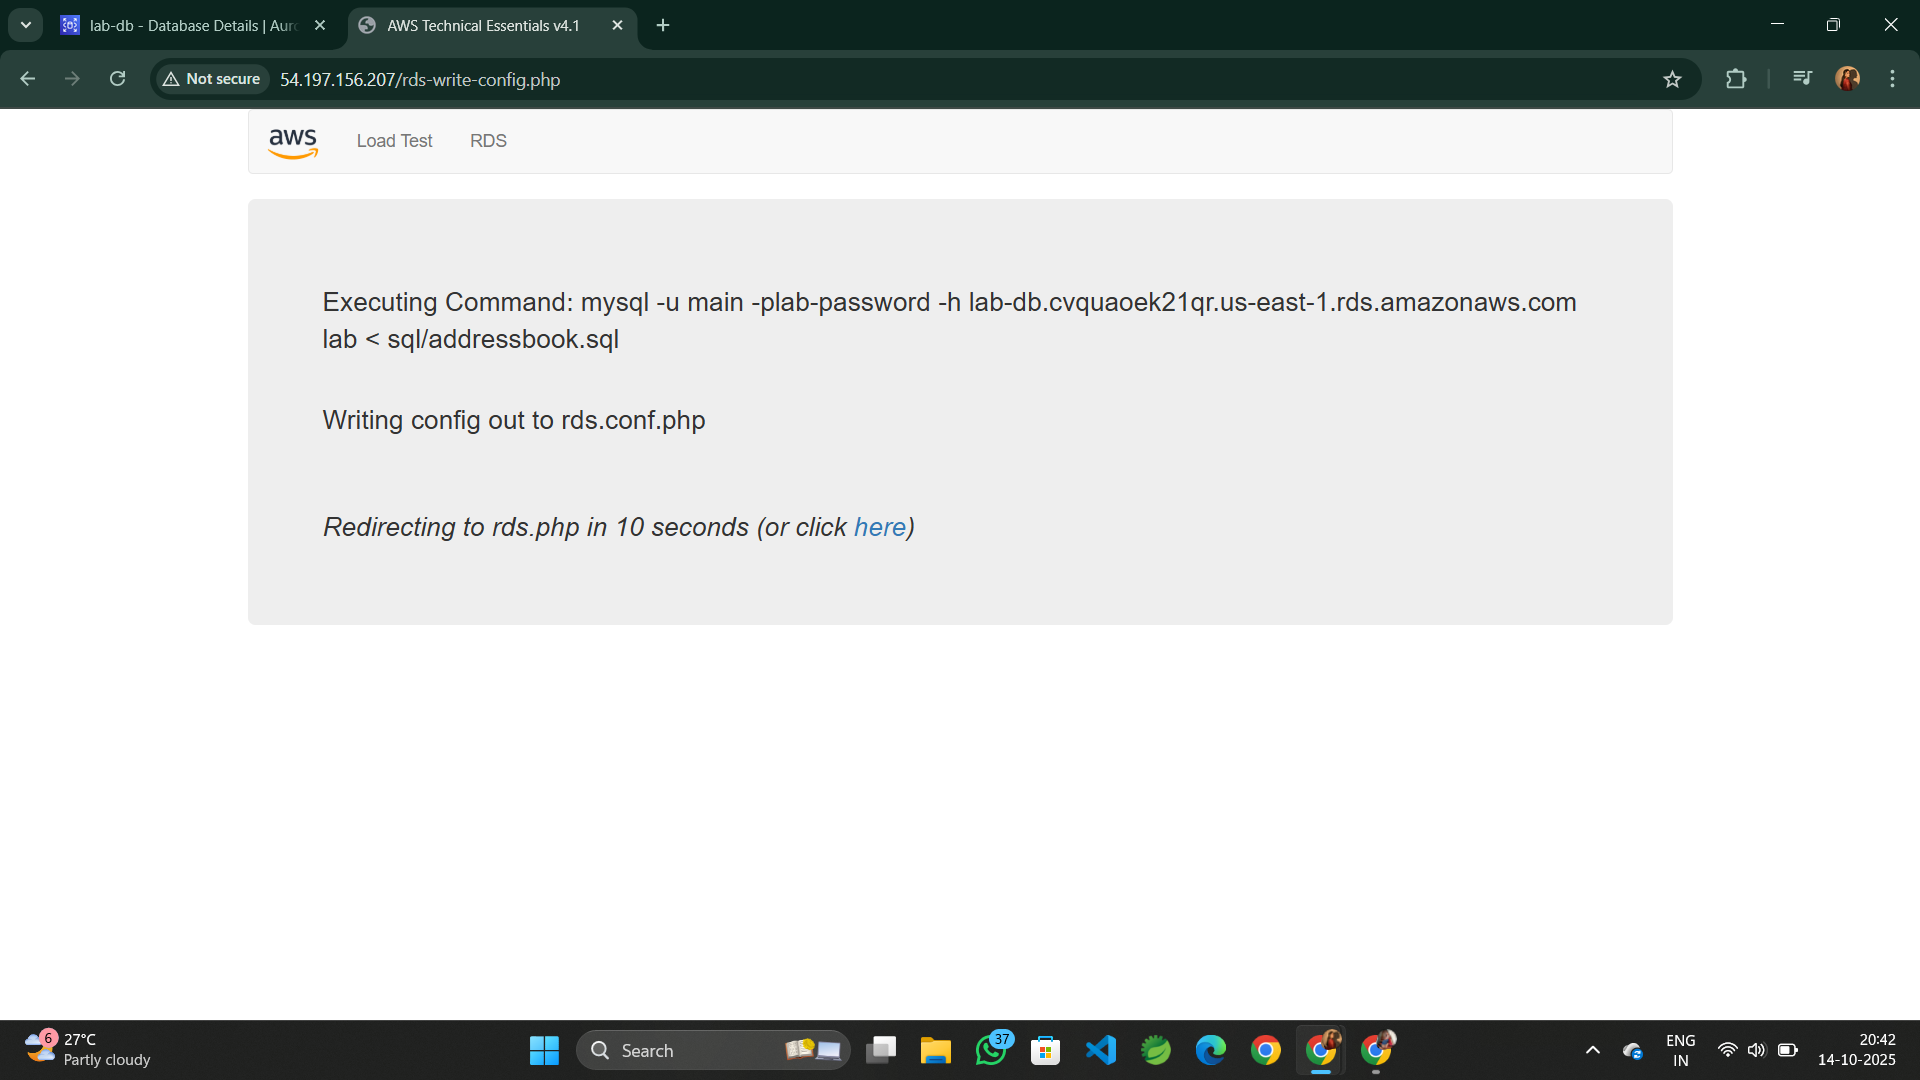 lab-db - Database Details | Auro
AWS Technical Essentials v4.1
Not secure
54.197.156.207/rds-write-config.php
aws
Load Test
RDS
Executing Command: mysql -u main -plab-password -h lab-db.cvquaoek21qr.us-east-1.rds.amazonaws.com
lab < sql/addressbook.sql
Writing config out to rds.conf.php
Redirecting to rds.php in 10 seconds (or click here)
6
27°C
Partly cloudy
Search
37
ENG
IN
20:42
14-10-2025